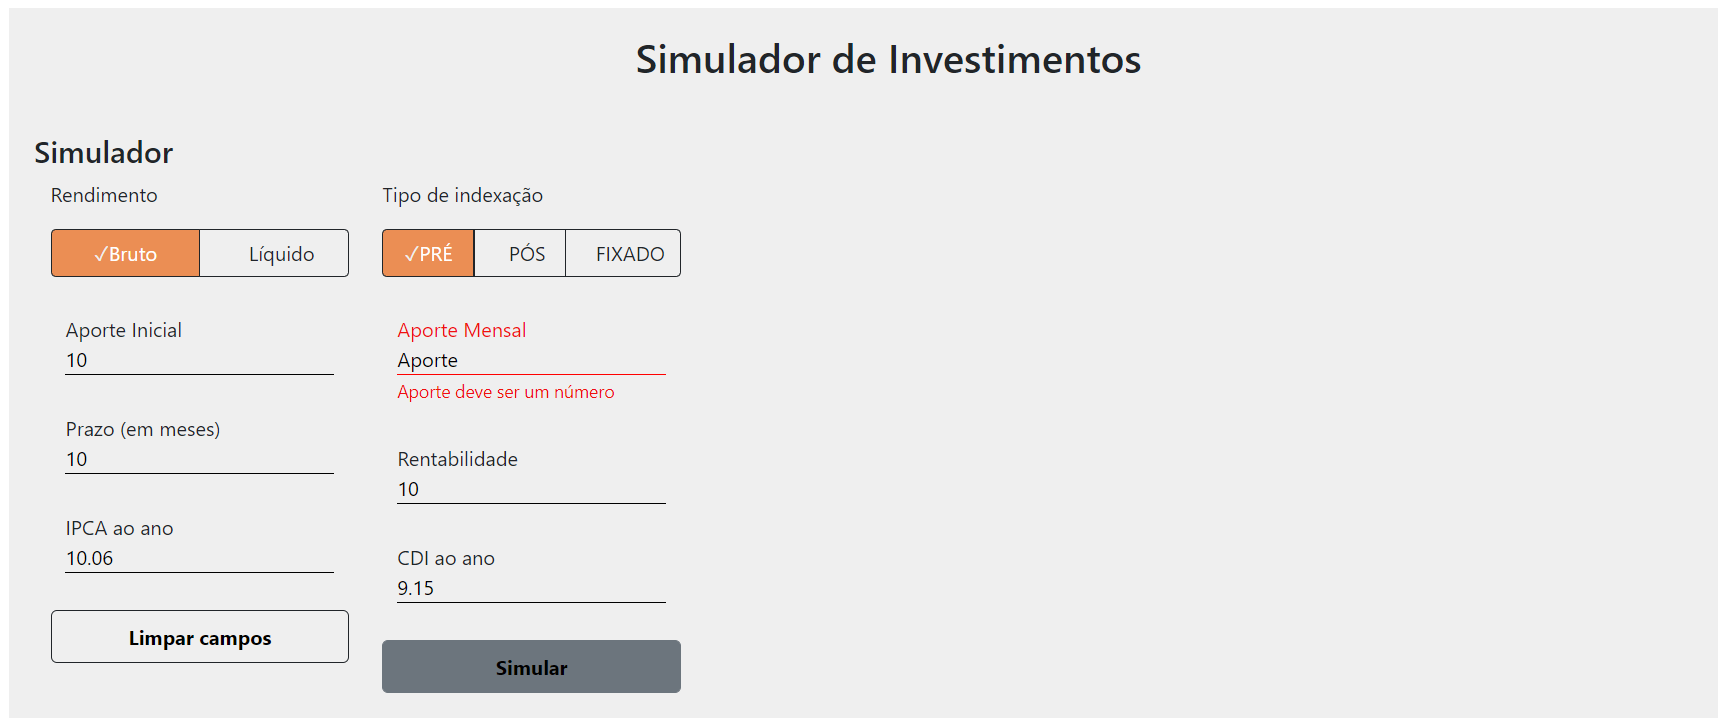 Simulador de Investimentos
Simulador
Rendimento
Tipo de indexação
✓Bruto
Líquido
✓PRÉ
PÓS
FIXADO
Aporte Inicial
10
Aporte Mensal
Aporte
Aporte deve ser um número
Prazo (em meses)
10
Rentabilidade
10
IPCA ao ano
10.06
CDI ao ano
9.15
Limpar campos
Simular